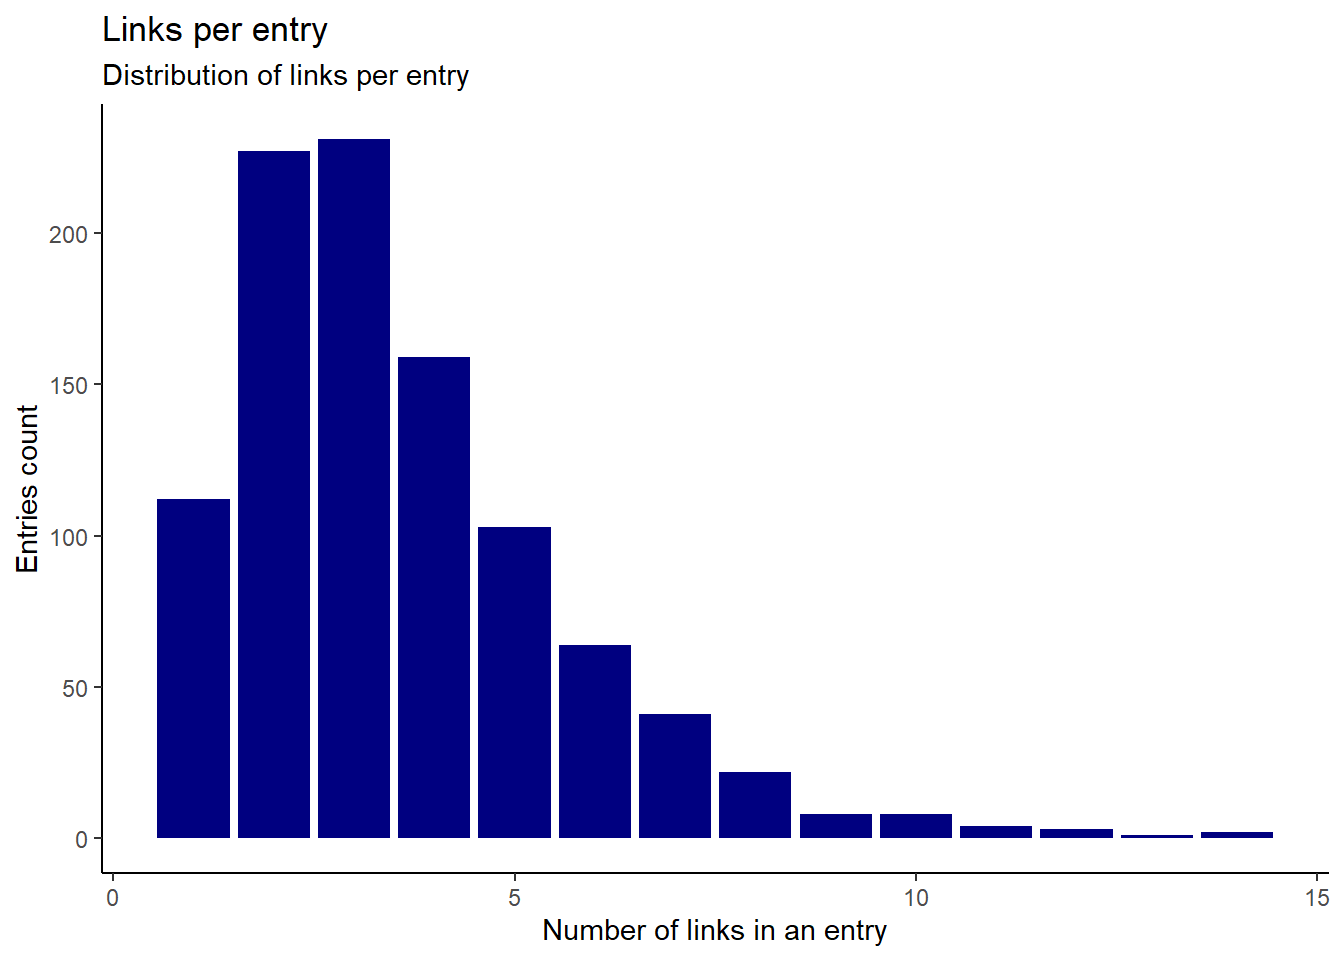 Links per entry
Distribution of links per entry
Entries count
200
150
100
50
0
0 5 10 15
Number of links in an entry